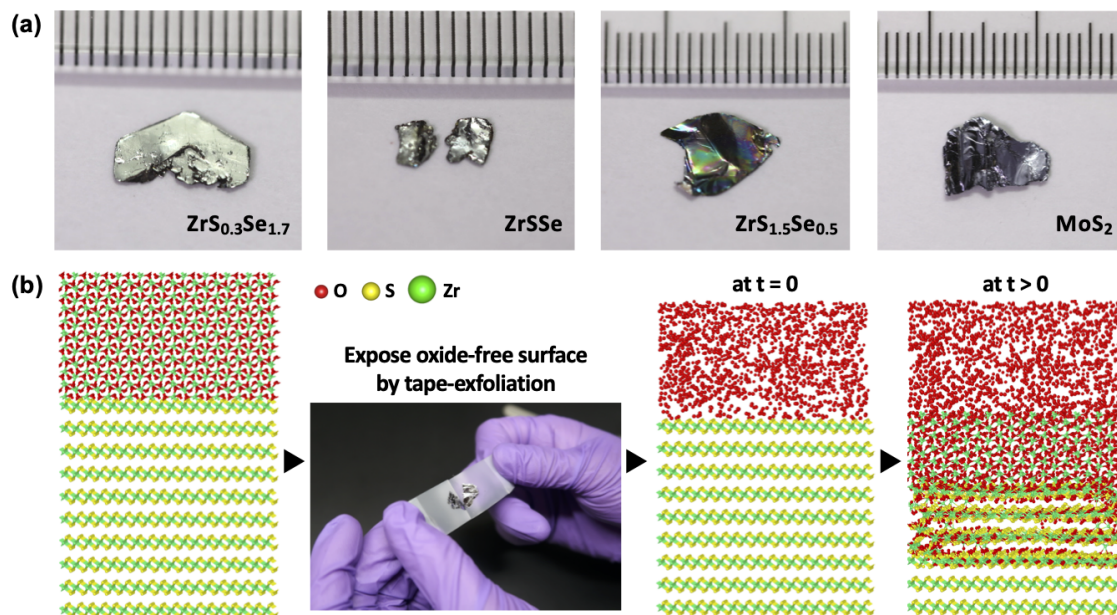 (a)
ZrS₀.₃Se₁.₇
ZrSSe
ZrS₁.₅Se₀.₅
MoS₂
(b)
O S Zr
Expose oxide-free surface
by tape-exfoliation
at t = 0
at t > 0